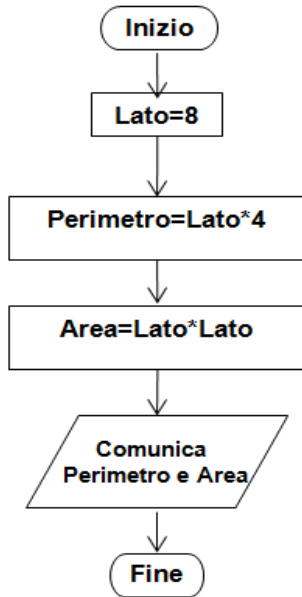 Inizio
Lato=8
Perimetro=Lato*4
Area=Lato*Lato
Comunica
Perimetro e Area
Fine